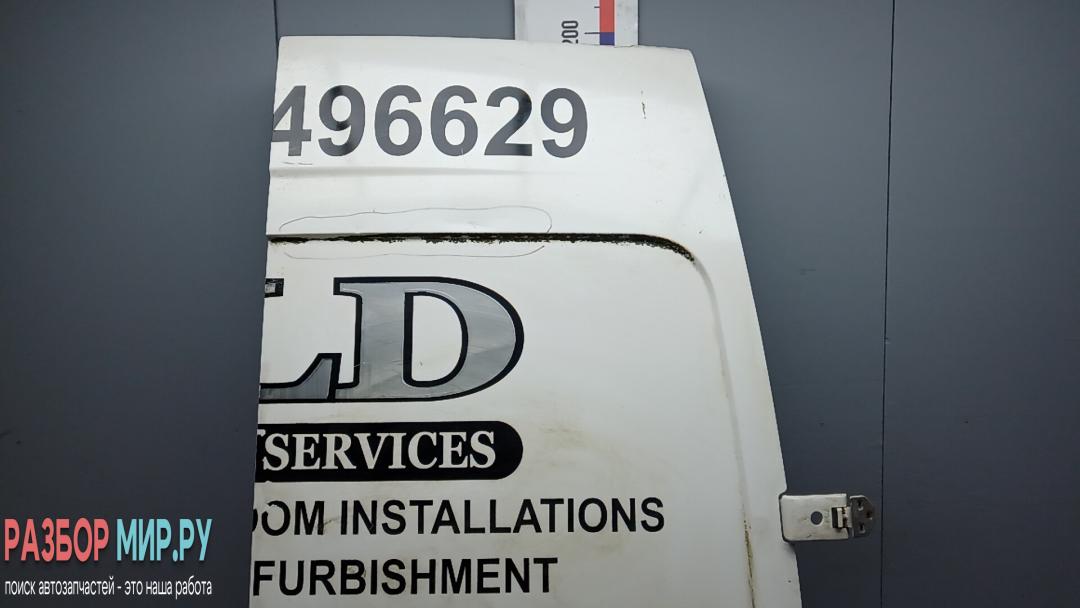 200
496629
LD
SERVICES
OOM INSTALLATIONS
FURBISHMENT
РАЗБОР МИР.РУ
поиск автозапчастей - это наша работа